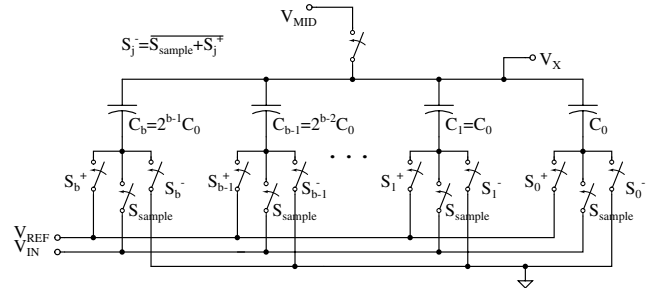 V_MID
S_j^- = \overline{S_sample+S_j^+}
V_X
C_b=2^{b-1}C_0
C_{b-1}=2^{b-2}C_0
C_1=C_0
C_0
S_b^+
S_b^-
S_{b-1}^+
S_{b-1}^-
. . .
S_1^+
S_1^-
S_0^+
S_0^-
S_sample
S_sample
S_sample
S_sample
V_REF
V_IN